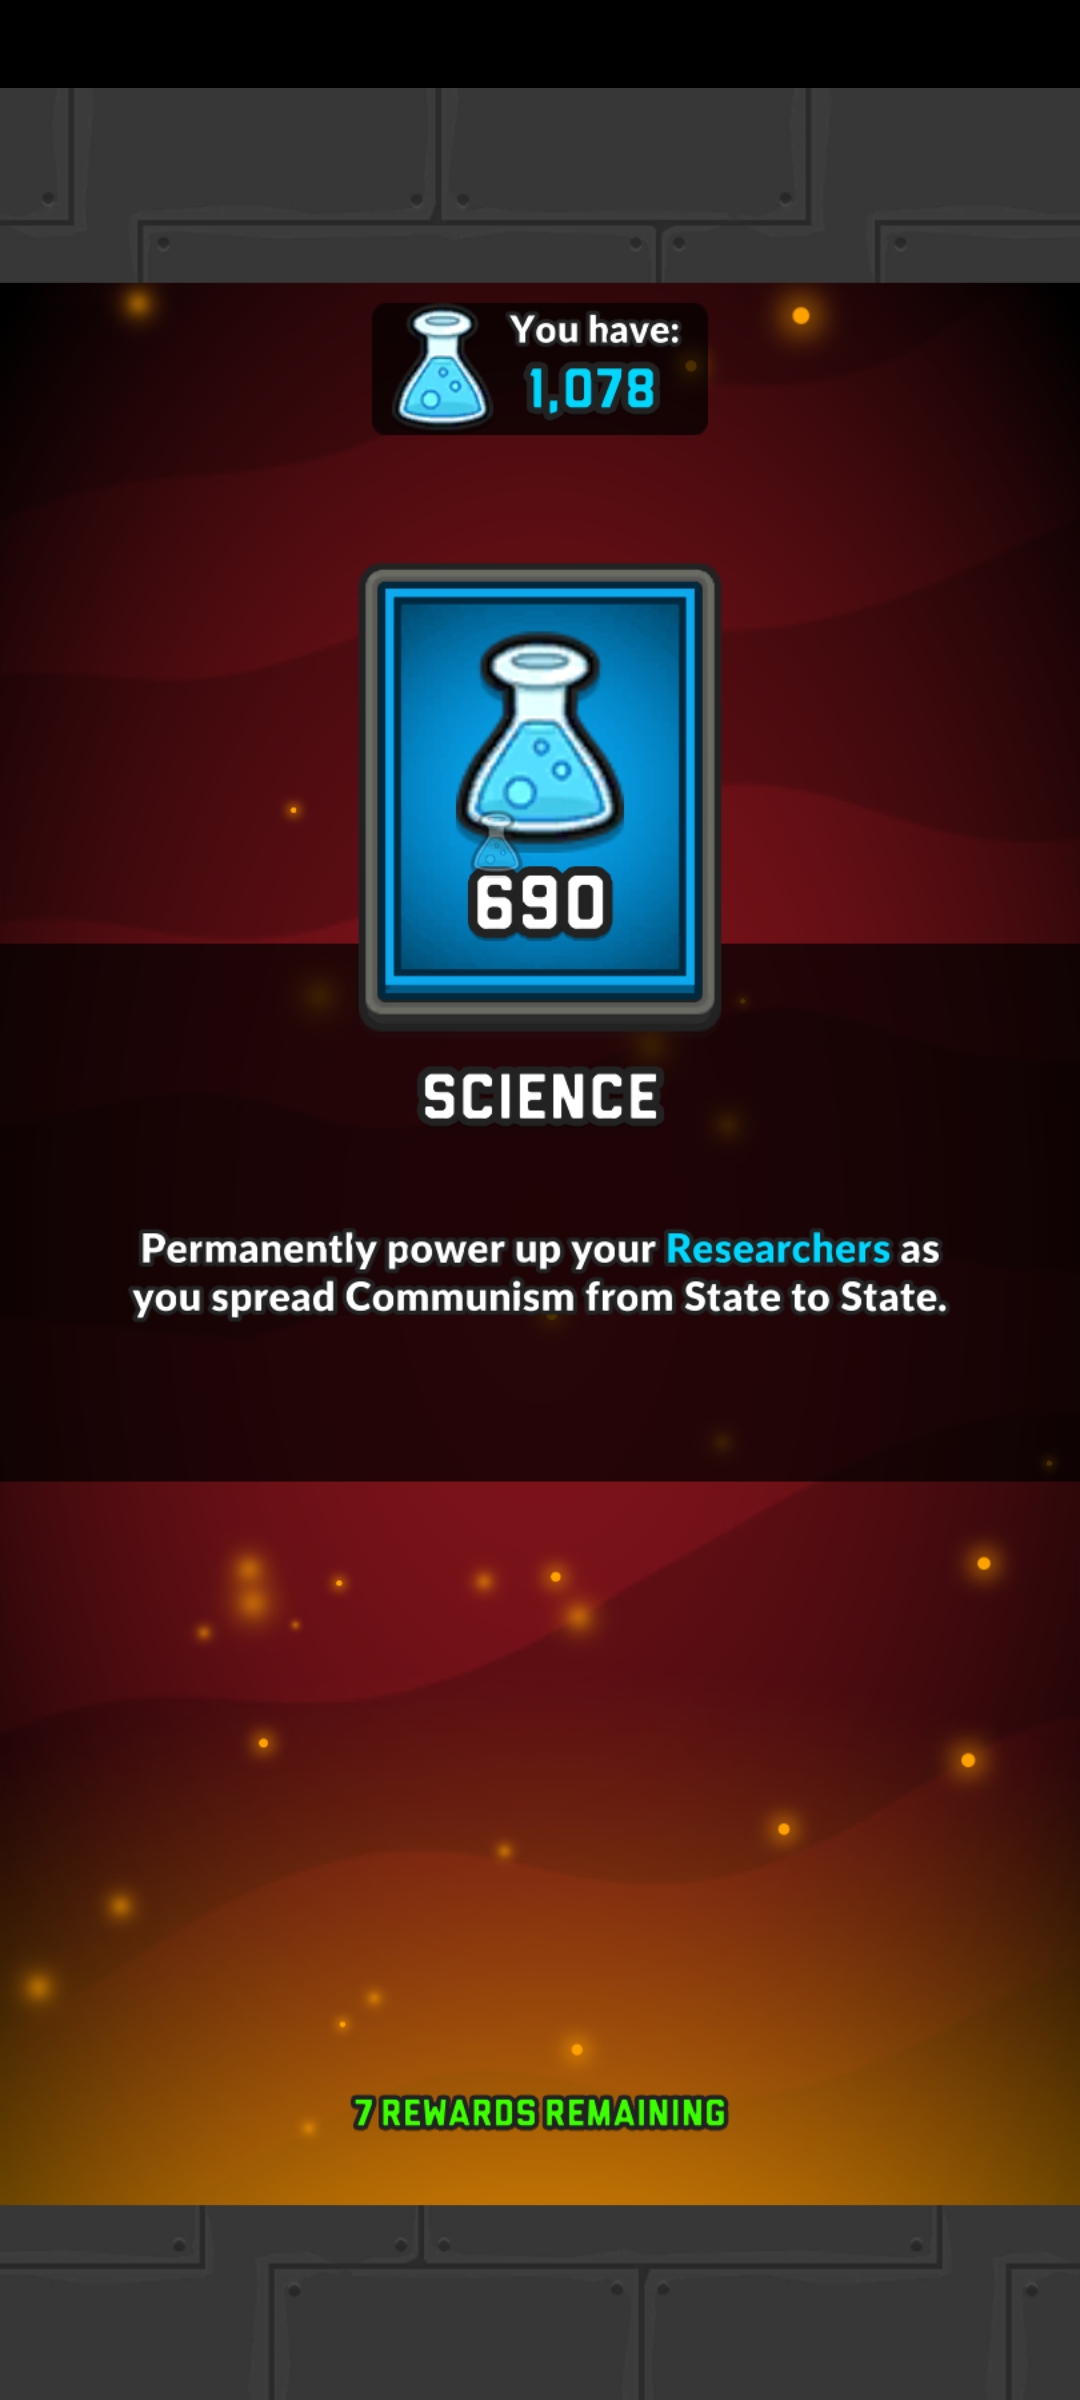 You have:
1,078
690
SCIENCE
Permanently power up your Researchers as
you spread Communism from State to State.
7 REWARDS REMAINING